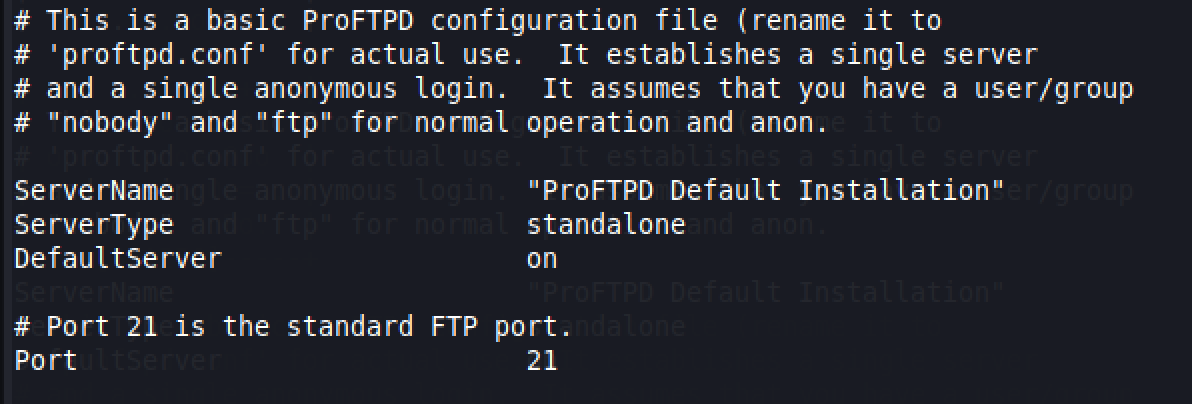 # This is a basic ProFTPD configuration file (rename it to
# 'proftpd.conf' for actual use.  It establishes a single server
# and a single anonymous login.  It assumes that you have a user/group
# "nobody" and "ftp" for normal operation and anon.
ServerName                      "ProFTPD Default Installation"
ServerType                      standalone
DefaultServer                   on
# Port 21 is the standard FTP port.
Port                            21